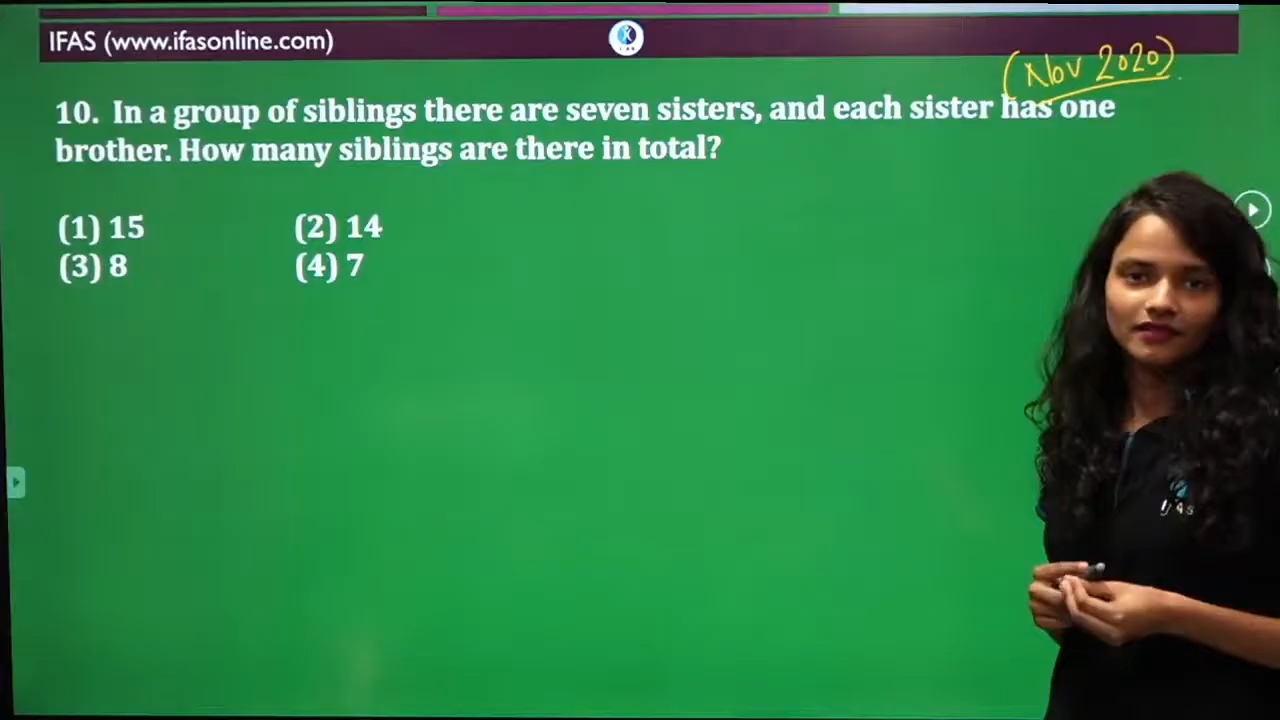 IFAS (www.ifasonline.com)
(Nov 2020)
10. In a group of siblings there are seven sisters, and each sister has one
brother. How many siblings are there in total?
(1) 15 (2) 14
(3) 8 (4) 7